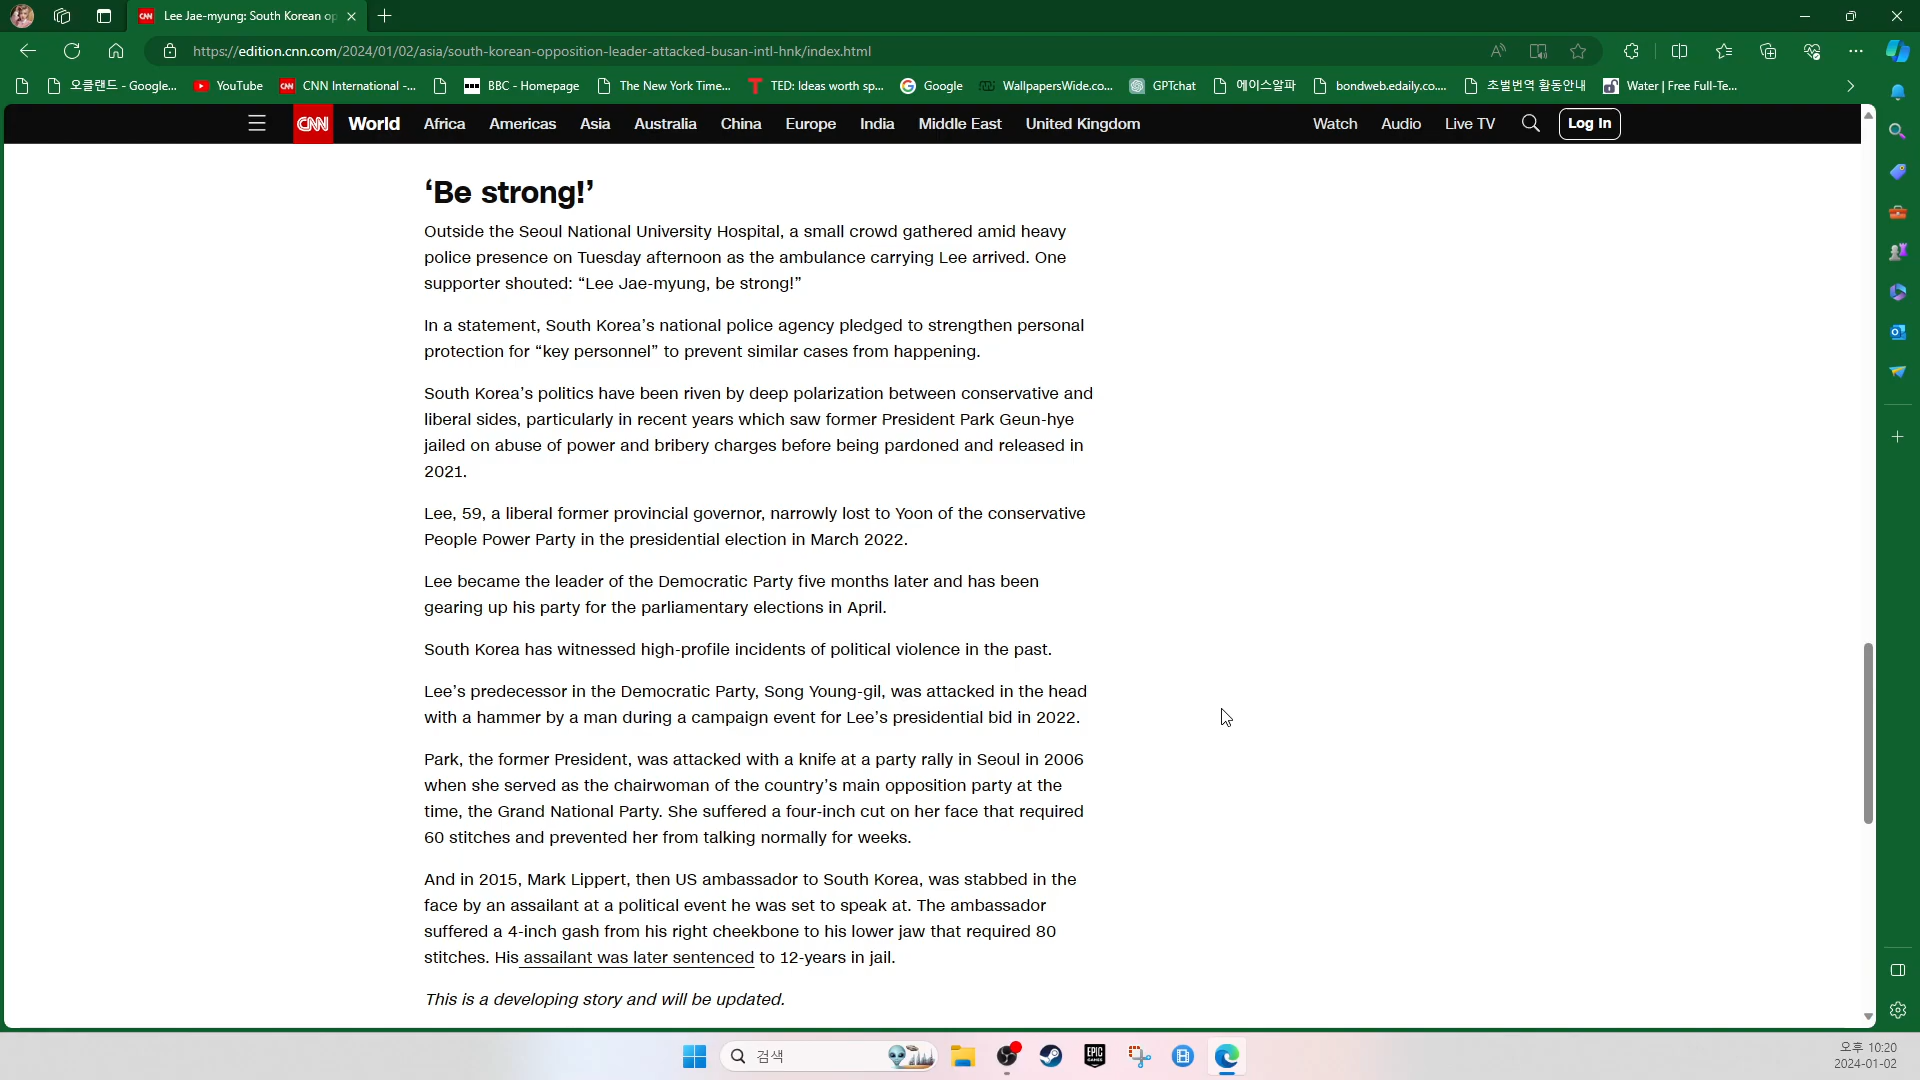 Lee Jae-myung: South Korean op
https://edition.cnn.com/2024/01/02/asia/south-korean-opposition-leader-attacked-busan-intl-hnk/index.html
오클랜드 - Google... YouTube CNN International -... BBC - Homepage The New York Time... TED: Ideas worth sp... Google WallpapersWide.co... GPTchat 에이스알파 bondweb.edaily.co.... 초벌번역 활동안내 Water | Free Full-Te...
CNN World Africa Americas Asia Australia China Europe India Middle East United Kingdom Watch Audio Live TV Log In
‘Be strong!’
Outside the Seoul National University Hospital, a small crowd gathered amid heavy
police presence on Tuesday afternoon as the ambulance carrying Lee arrived. One
supporter shouted: “Lee Jae-myung, be strong!”
In a statement, South Korea’s national police agency pledged to strengthen personal
protection for “key personnel” to prevent similar cases from happening.
South Korea’s politics have been riven by deep polarization between conservative and
liberal sides, particularly in recent years which saw former President Park Geun-hye
jailed on abuse of power and bribery charges before being pardoned and released in
2021.
Lee, 59, a liberal former provincial governor, narrowly lost to Yoon of the conservative
People Power Party in the presidential election in March 2022.
Lee became the leader of the Democratic Party five months later and has been
gearing up his party for the parliamentary elections in April.
South Korea has witnessed high-profile incidents of political violence in the past.
Lee’s predecessor in the Democratic Party, Song Young-gil, was attacked in the head
with a hammer by a man during a campaign event for Lee’s presidential bid in 2022.
Park, the former President, was attacked with a knife at a party rally in Seoul in 2006
when she served as the chairwoman of the country’s main opposition party at the
time, the Grand National Party. She suffered a four-inch cut on her face that required
60 stitches and prevented her from talking normally for weeks.
And in 2015, Mark Lippert, then US ambassador to South Korea, was stabbed in the
face by an assailant at a political event he was set to speak at. The ambassador
suffered a 4-inch gash from his right cheekbone to his lower jaw that required 80
stitches. His assailant was later sentenced to 12-years in jail.
This is a developing story and will be updated.
검색
오후 10:20
2024-01-02